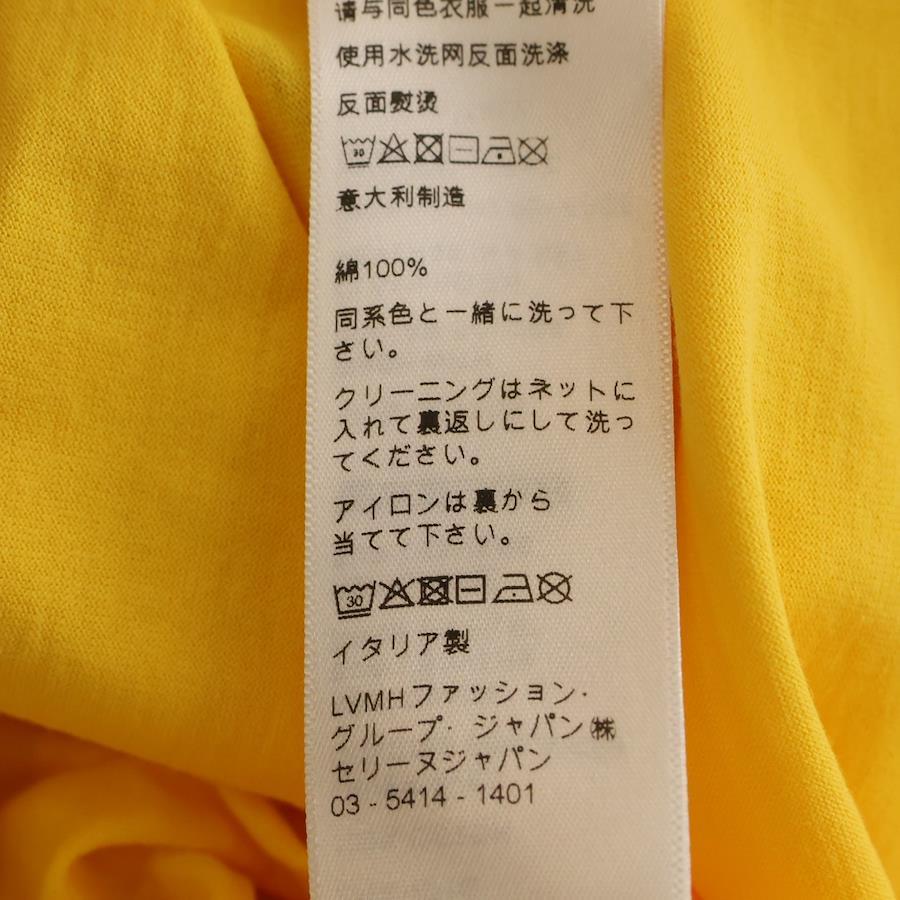 请与同色衣服一起清洗
使用水洗网反面洗涤
反面熨烫
30
意大利制造
綿100%
同系色と一緒に洗って下
さい。
クリーニングはネットに
入れて裏返しにして洗っ
てください。
アイロンは裏から
当てて下さい。
30
イタリア製
LVMHファッション・
グループ・ジャパン㈱
セリーヌジャパン
03 - 5414 - 1401